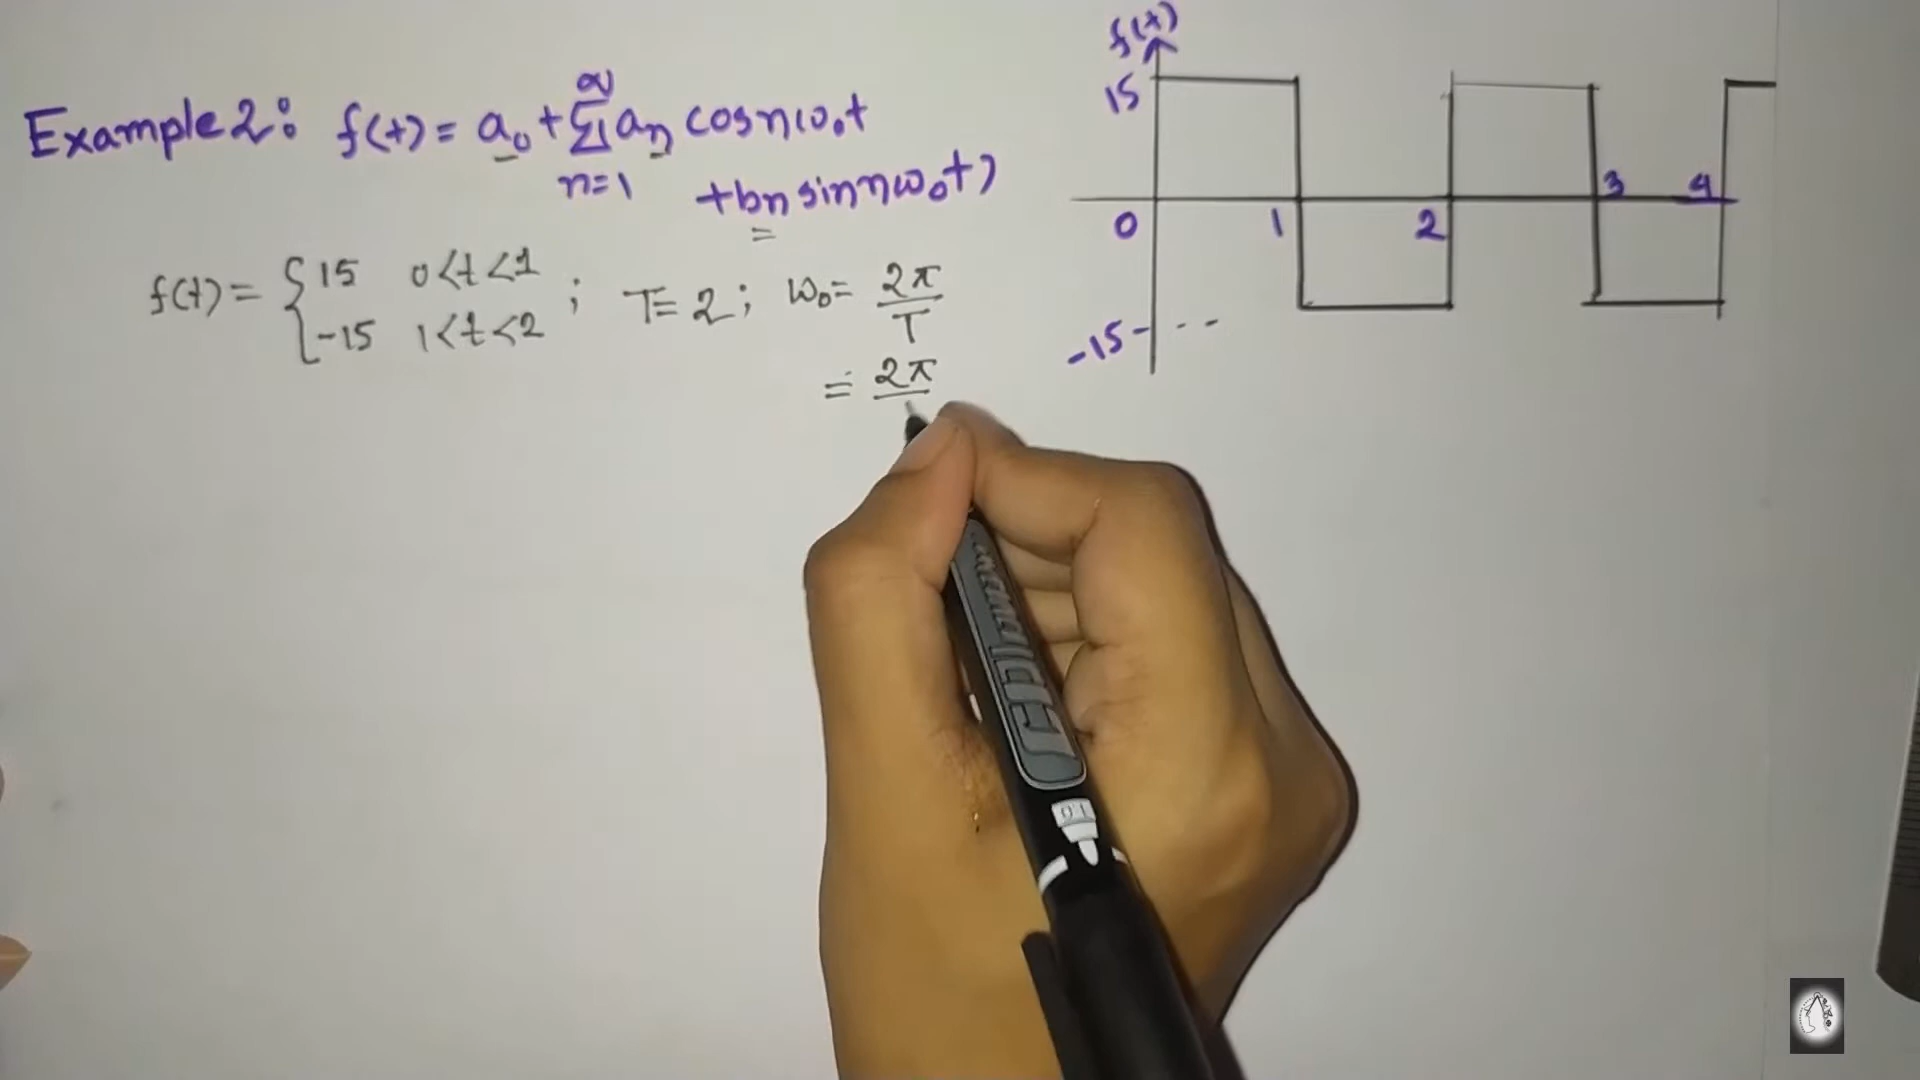 Example 2: f(t) = a₀ + ∞Σn=1 aₙ cos nω₀t
+ bₙ sin nω₀t)
f(t) = { 15 0<t<1 ; T = 2 ; ω₀ = 2π/T
-15 1<t<2
= 2π
f(t)
15
0 1 2 3 4
-15 - - -